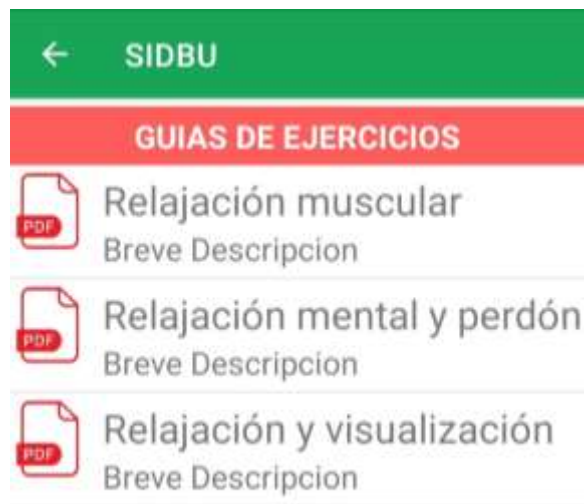 SIDBU
GUIAS DE EJERCICIOS
PDF
Relajación muscular
Breve Descripcion
PDF
Relajación mental y perdón
Breve Descripcion
PDF
Relajación y visualización
Breve Descripcion